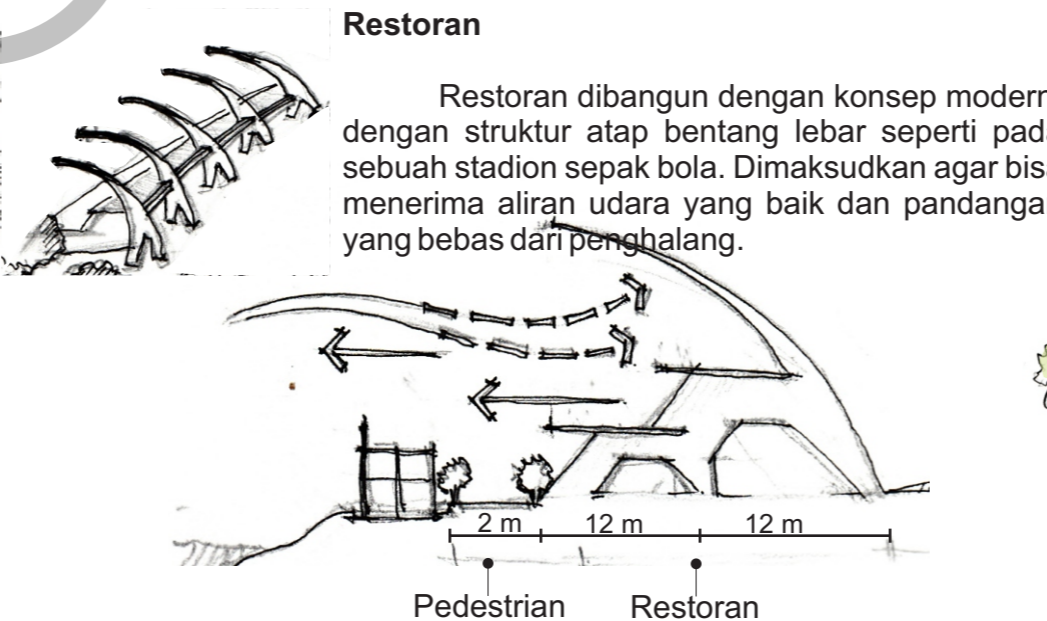 Restoran
Restoran dibangun dengan konsep modern
dengan struktur atap bentang lebar seperti pada
sebuah stadion sepak bola. Dimaksudkan agar bisa
menerima aliran udara yang baik dan pandanga
yang bebas dari penghalang.
2 m 12 m 12 m
Pedestrian Restoran